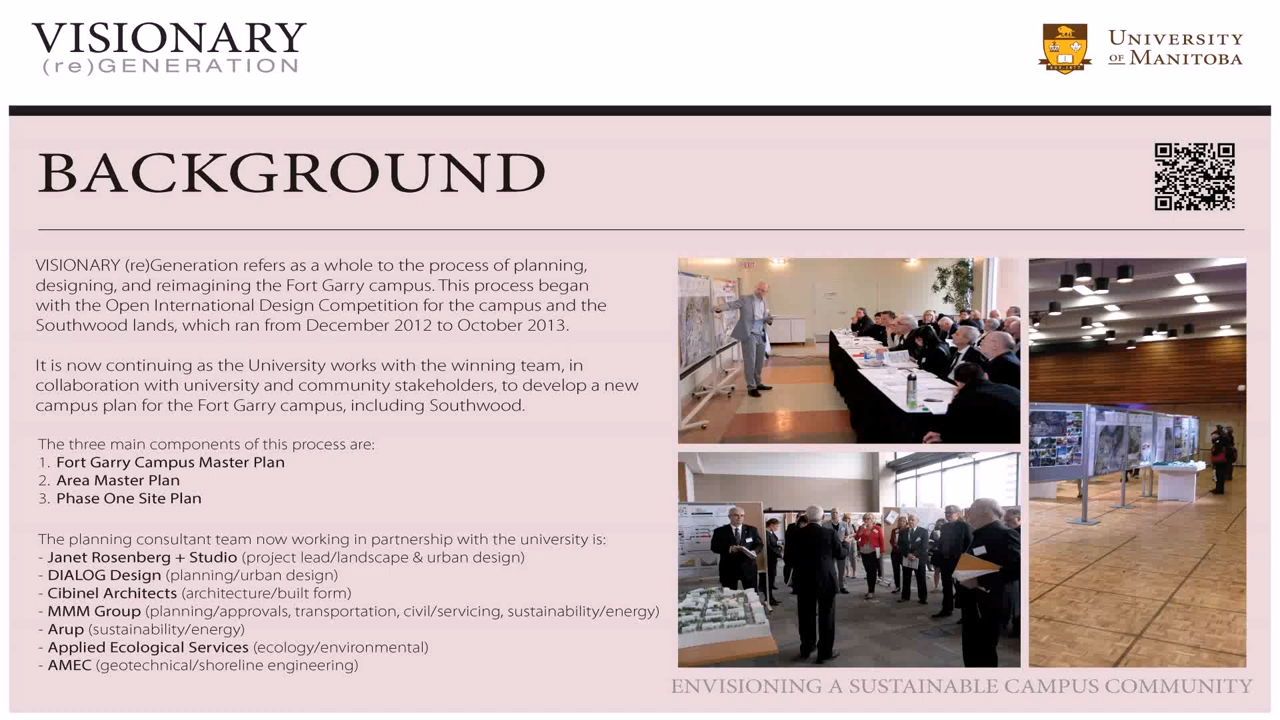 VISIONARY
(re)GENERATION
UNIVERSITY
OF MANITOBA
BACKGROUND
VISIONARY (re)Generation refers as a whole to the process of planning,
designing, and reimagining the Fort Garry campus. This process began
with the Open International Design Competition for the campus and the
Southwood lands, which ran from December 2012 to October 2013.
It is now continuing as the University works with the winning team, in
collaboration with university and community stakeholders, to develop a new
campus plan for the Fort Garry campus, including Southwood.
The three main components of this process are:
1. Fort Garry Campus Master Plan
2. Area Master Plan
3. Phase One Site Plan
The planning consultant team now working in partnership with the university is:
- Janet Rosenberg + Studio (project lead/landscape & urban design)
- DIALOG Design (planning/urban design)
- Cibinel Architects (architecture/built form)
- MMM Group (planning/approvals, transportation, civil/servicing, sustainability/energy)
- Arup (sustainability/energy)
- Applied Ecological Services (ecology/environmental)
- AMEC (geotechnical/shoreline engineering)
ENVISIONING A SUSTAINABLE CAMPUS COMMUNITY